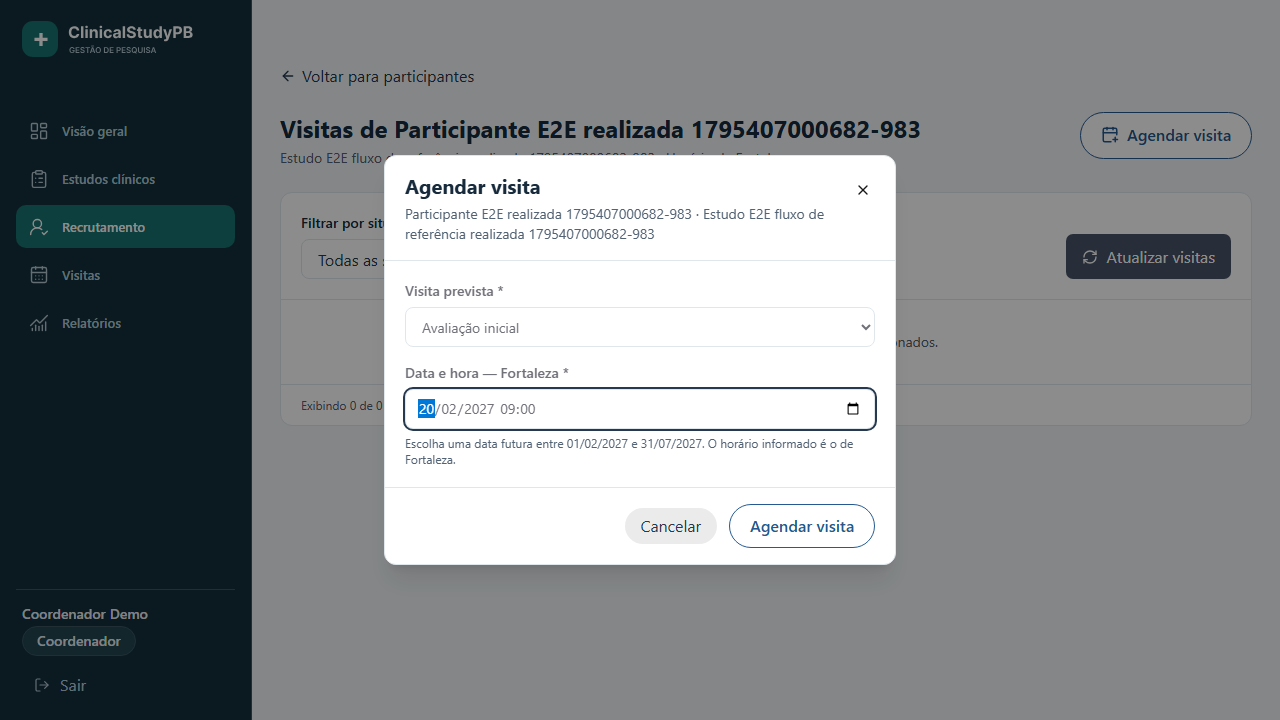 ClinicalStudyPB
GESTÃO DE PESQUISA
Visão geral
Estudos clínicos
Recrutamento
Visitas
Relatórios
Coordenador Demo
Coordenador
Sair
Voltar para participantes
Visitas de Participante E2E realizada 1795407000682-983
Agendar visita
Estudo E2E fluxo
Filtrar por
Todas as
Atualizar visitas
Exibindo 0 de 0
Agendar visita
Participante E2E realizada 1795407000682-983 · Estudo E2E fluxo de
referência realizada 1795407000682-983
Visita prevista *
Avaliação inicial
Data e hora — Fortaleza *
20/02/2027 09:00
Escolha uma data futura entre 01/02/2027 e 31/07/2027. O horário informado é o de
Fortaleza.
Cancelar
Agendar visita